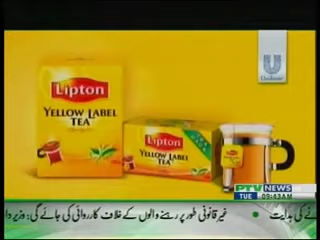 Lipton
YELLOW LABEL
TEA
Unilever
Lipton
YELLOW LABEL
TEA
PTV NEWS
TUE 09:43AM
غیر قانونی طور پر رہنے والوں کے خلاف کارروائی کی جائے گی: وزیر دا
ئے کی ہدایت